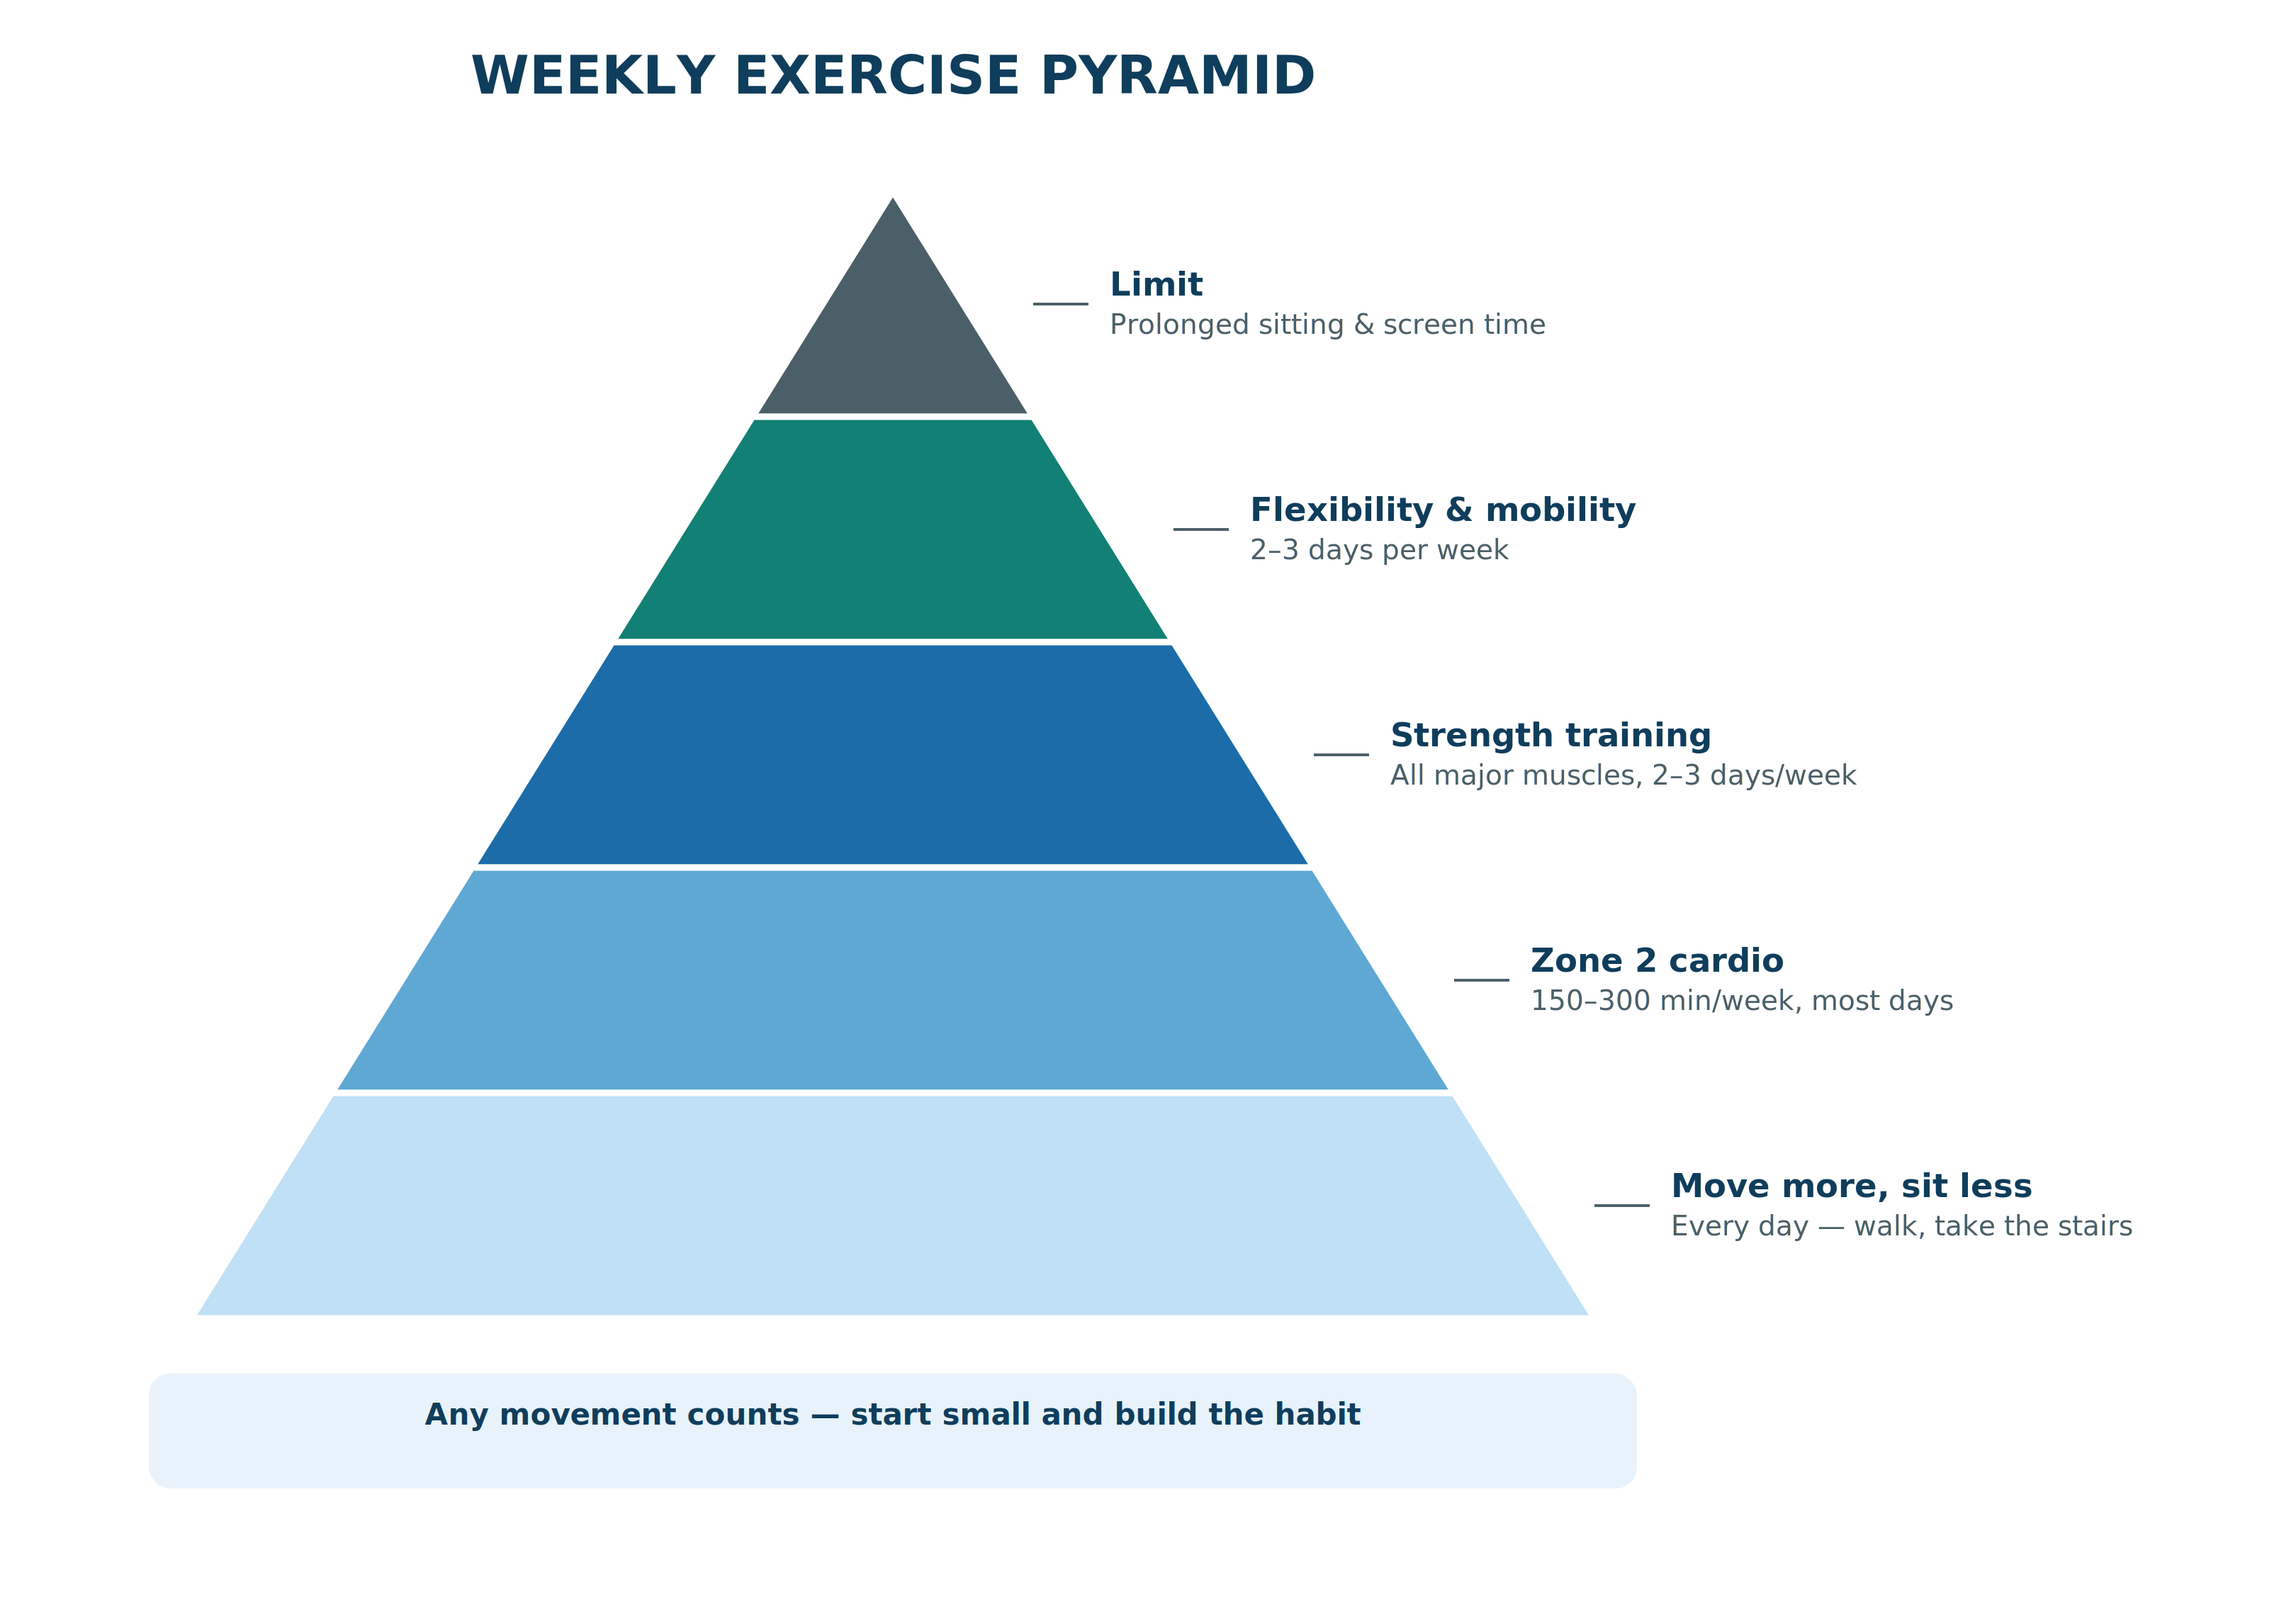 WEEKLY EXERCISE PYRAMID
Limit
Prolonged sitting & screen time
Flexibility & mobility
2–3 days per week
Strength training
All major muscles, 2–3 days/week
Zone 2 cardio
150–300 min/week, most days
Move more, sit less
Every day — walk, take the stairs
Any movement counts — start small and build the habit